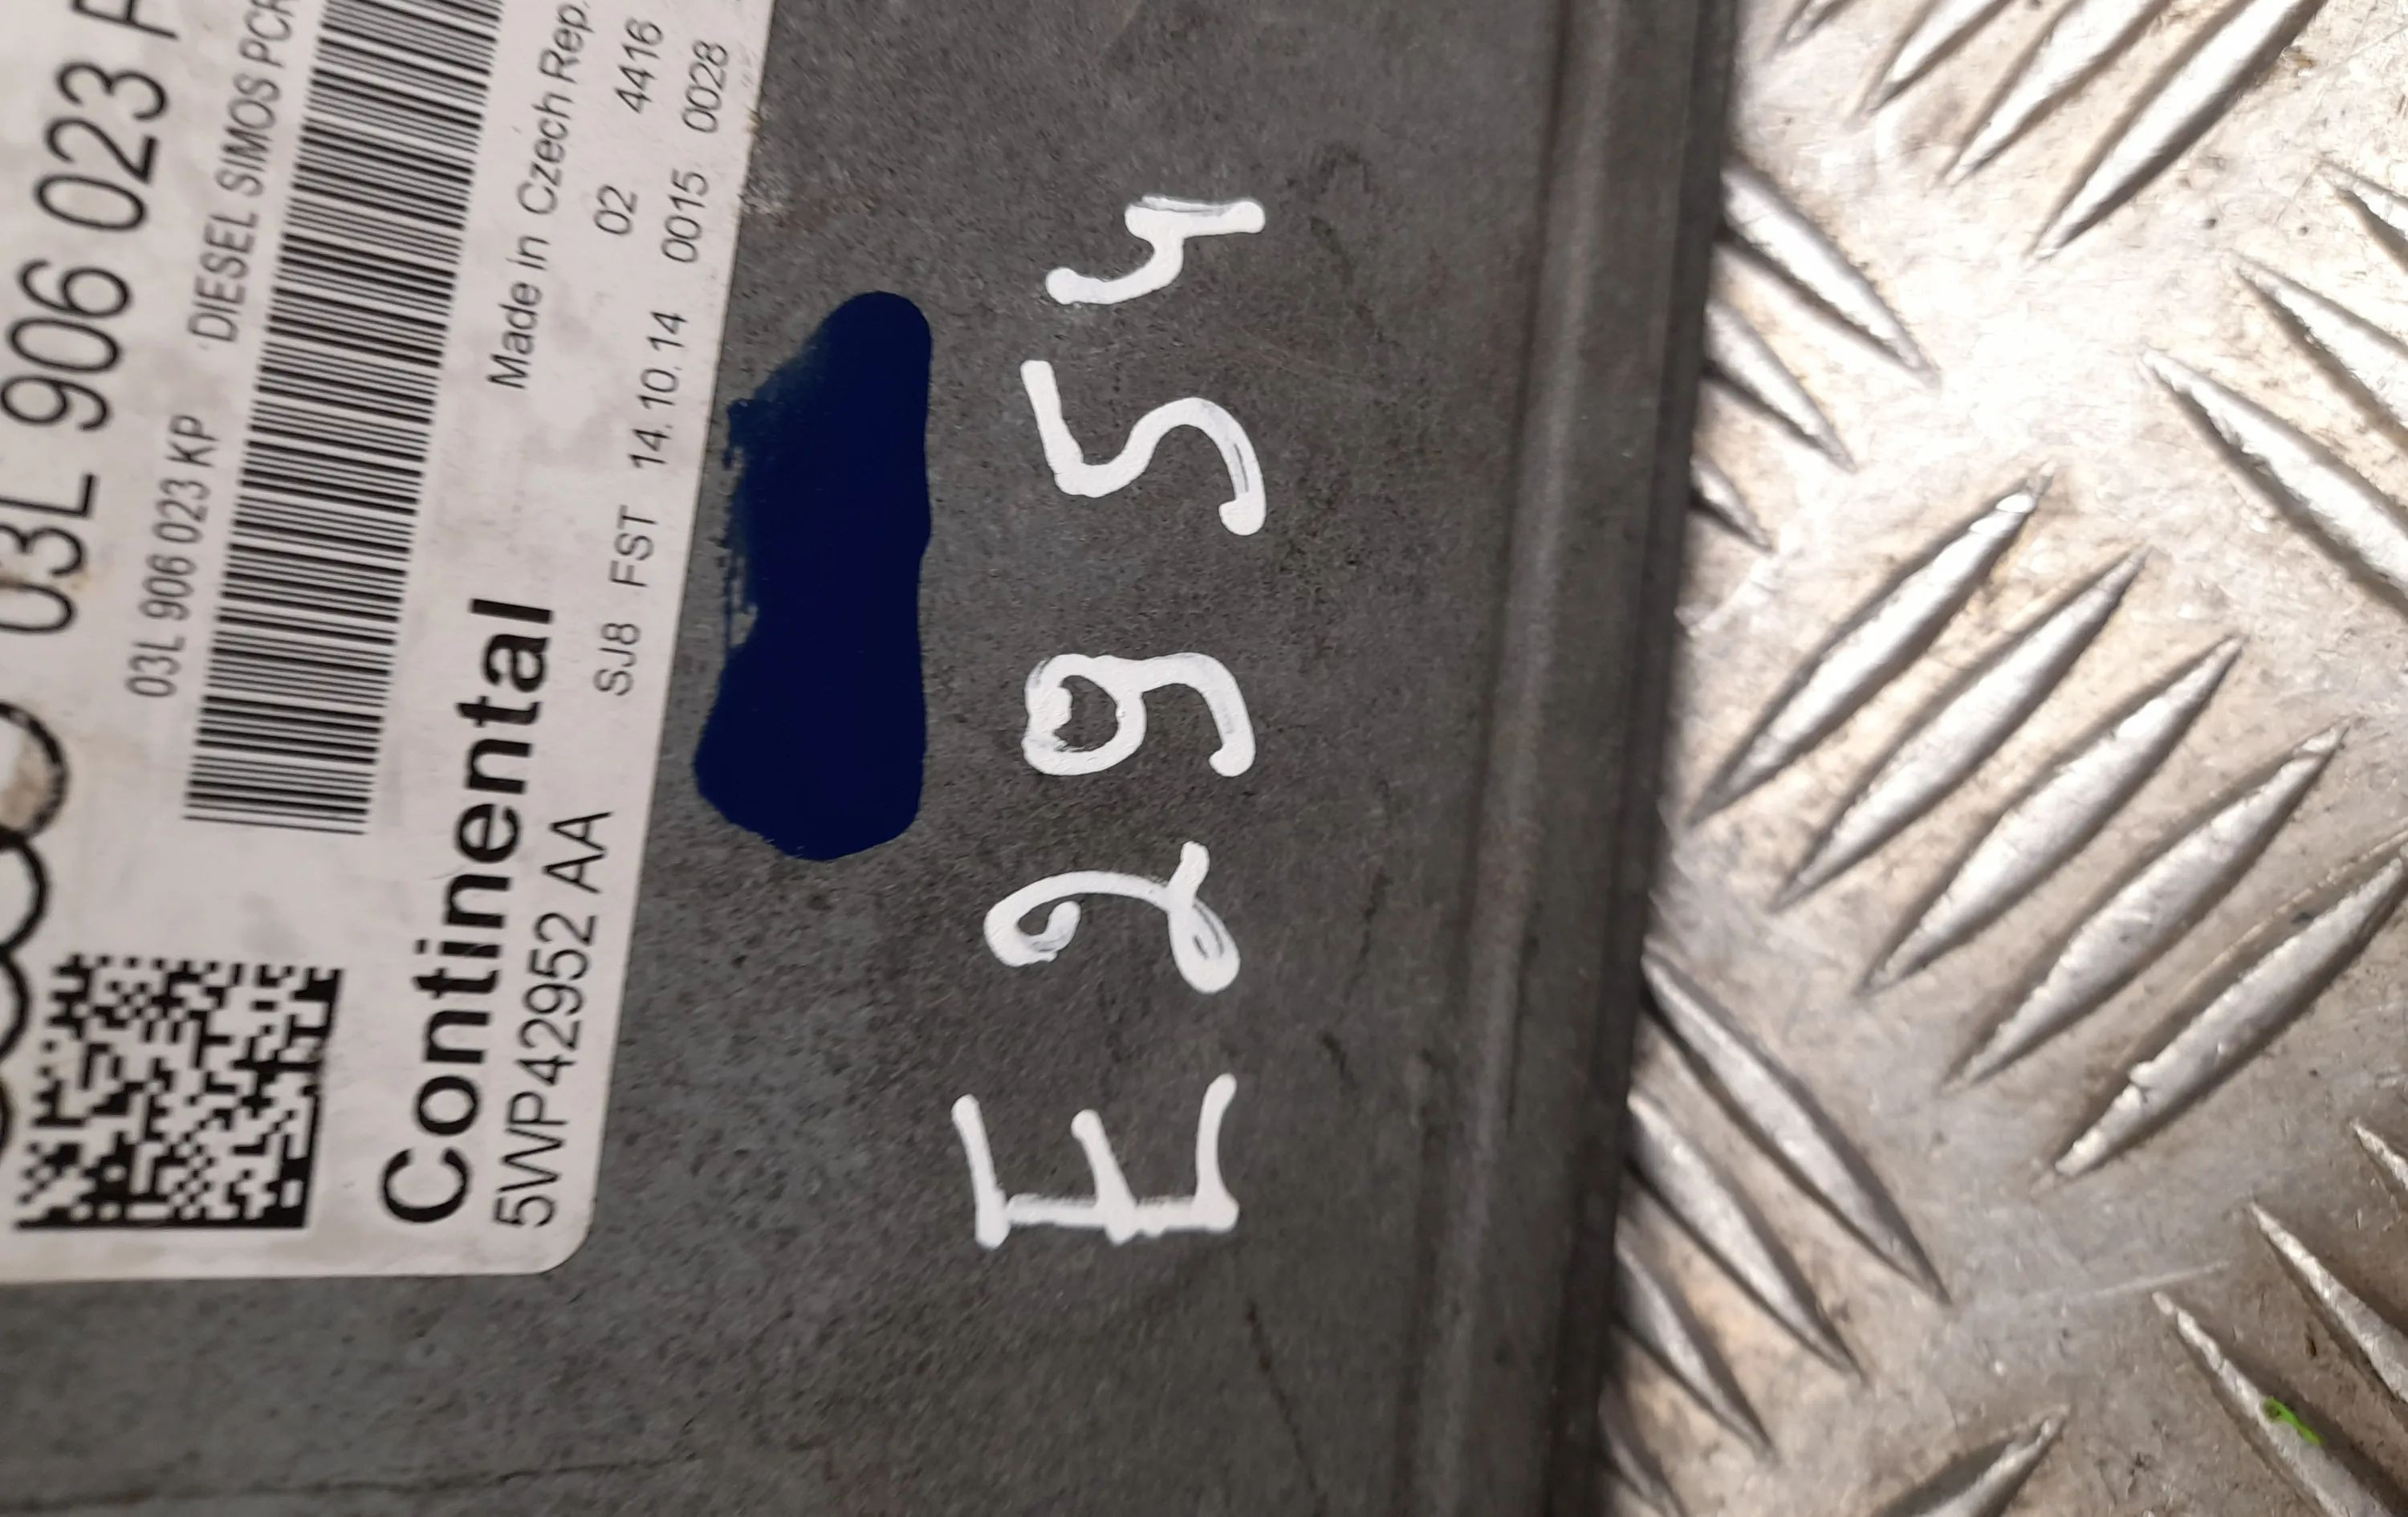 03L 906 023
03L 906 023 KP DIESEL SIMOS PCR
Made in Czech Rep.
Continental 02 4416
5WP42952 AA SJ8 FST 14.10.14 0015 0028
E2954